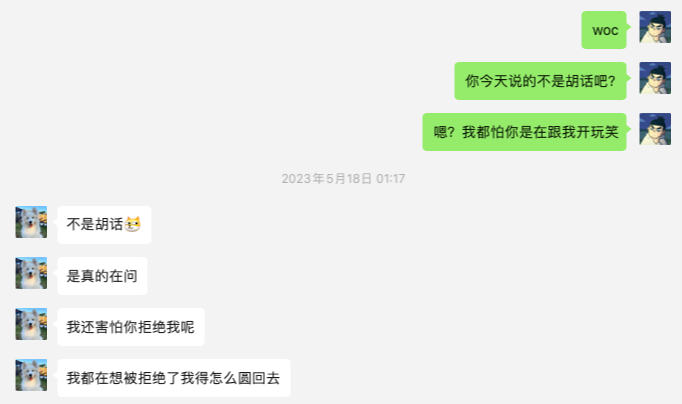 woc
你今天说的不是胡话吧？
嗯？我都怕你是在跟我开玩笑
2023年5月18日 01:17
不是胡话
是真的在问
我还害怕你拒绝我呢
我都在想被拒绝了我得怎么圆回去